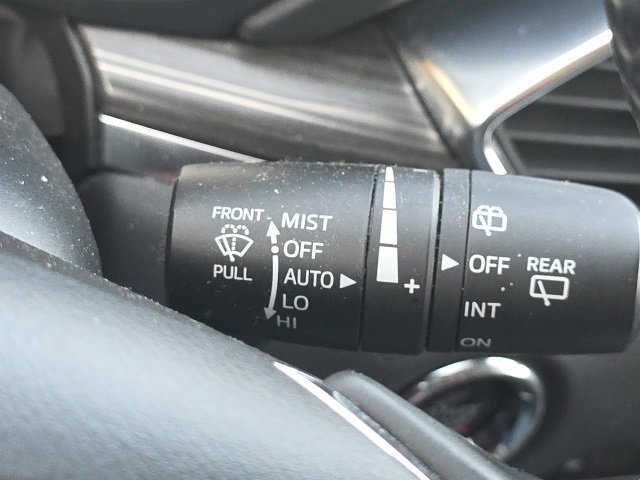 FRONT
MIST
OFF
PULL
AUTO
LO
HI
+
OFF
REAR
INT
ON